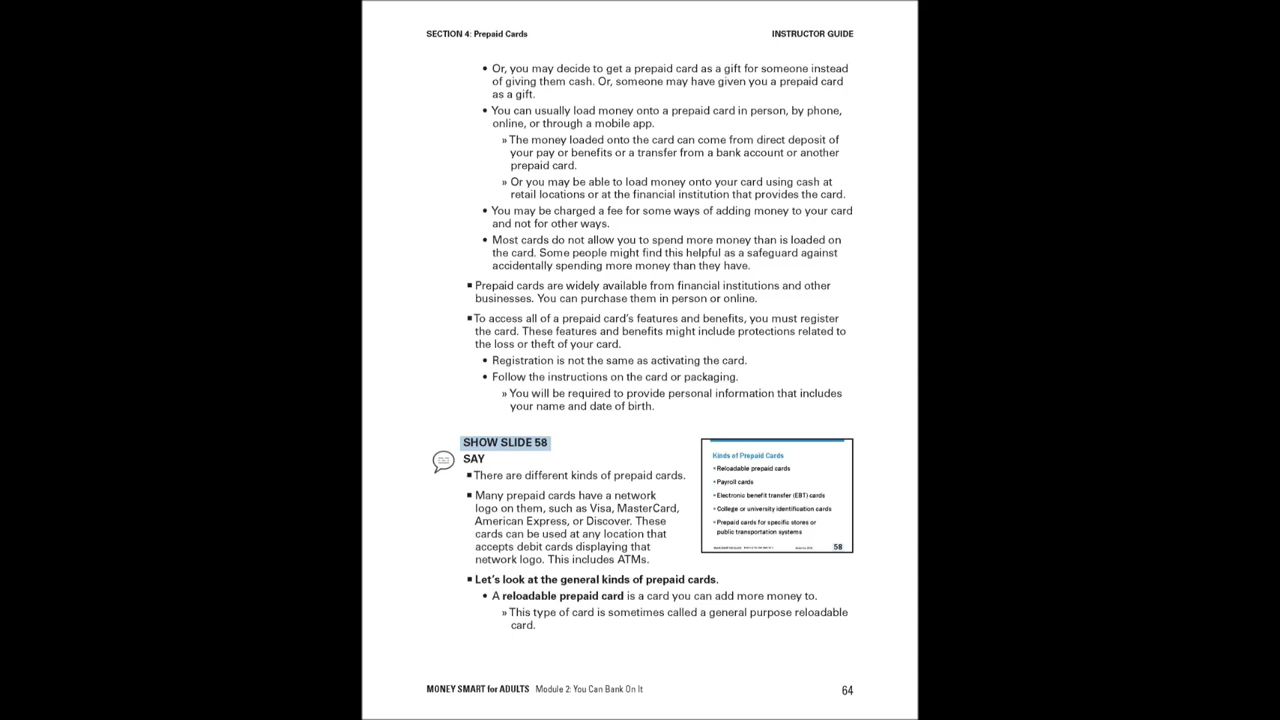 SECTION 4: Prepaid Cards
INSTRUCTOR GUIDE
• Or, you may decide to get a prepaid card as a gift for someone instead
of giving them cash. Or, someone may have given you a prepaid card
as a gift.
• You can usually load money onto a prepaid card in person, by phone,
online, or through a mobile app.
» The money loaded onto the card can come from direct deposit of
your pay or benefits or a transfer from a bank account or another
prepaid card.
» Or you may be able to load money onto your card using cash at
retail locations or at the financial institution that provides the card.
• You may be charged a fee for some ways of adding money to your card
and not for other ways.
• Most cards do not allow you to spend more money than is loaded on
the card. Some people might find this helpful as a safeguard against
accidentally spending more money than they have.
■ Prepaid cards are widely available from financial institutions and other
businesses. You can purchase them in person or online.
■ To access all of a prepaid card's features and benefits, you must register
the card. These features and benefits might include protections related to
the loss or theft of your card.
• Registration is not the same as activating the card.
• Follow the instructions on the card or packaging.
» You will be required to provide personal information that includes
your name and date of birth.
SHOW SLIDE 58
SAY
■ There are different kinds of prepaid cards.
■ Many prepaid cards have a network
logo on them, such as Visa, MasterCard,
American Express, or Discover. These
cards can be used at any location that
accepts debit cards displaying that
network logo. This includes ATMs.
Kinds of Prepaid Cards
• Reloadable prepaid cards
• Payroll cards
• Electronic benefit transfer (EBT) cards
• College or university identification cards
• Prepaid cards for specific stores or
public transportation systems
58
■ Let's look at the general kinds of prepaid cards.
• A reloadable prepaid card is a card you can add more money to.
» This type of card is sometimes called a general purpose reloadable
card.
MONEY SMART for ADULTS Module 2: You Can Bank On It
64